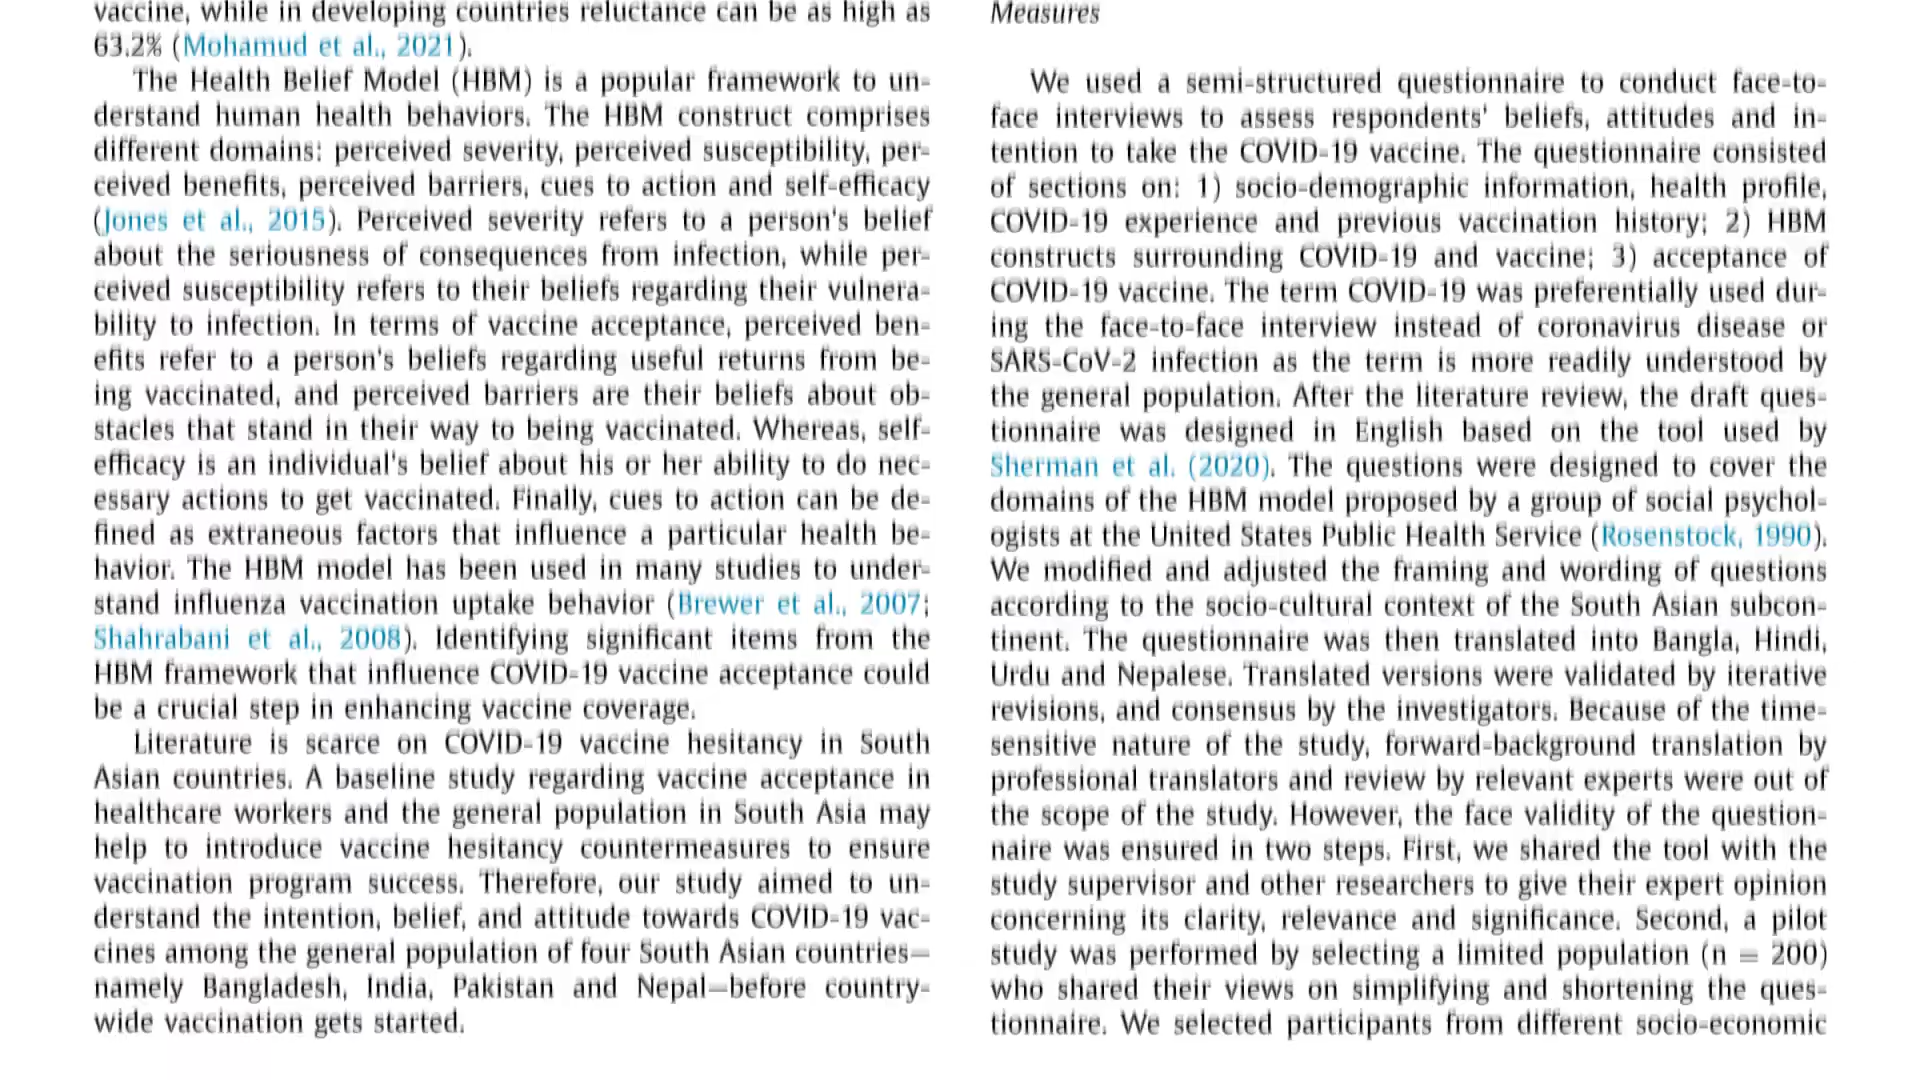 vaccine, while in developing countries reluctance can be as high as
63.2% (Mohamud et al., 2021).
The Health Belief Model (HBM) is a popular framework to un-
derstand human health behaviors. The HBM construct comprises
different domains: perceived severity, perceived susceptibility, per-
ceived benefits, perceived barriers, cues to action and self-efficacy
(Jones et al., 2015). Perceived severity refers to a person's belief
about the seriousness of consequences from infection, while per-
ceived susceptibility refers to their beliefs regarding their vulnera-
bility to infection. In terms of vaccine acceptance, perceived ben-
efits refer to a person's beliefs regarding useful returns from be-
ing vaccinated, and perceived barriers are their beliefs about ob-
stacles that stand in their way to being vaccinated. Whereas, self-
efficacy is an individual's belief about his or her ability to do nec-
essary actions to get vaccinated. Finally, cues to action can be de-
fined as extraneous factors that influence a particular health be-
havior. The HBM model has been used in many studies to under-
stand influenza vaccination uptake behavior (Brewer et al., 2007;
Shahrabani et al., 2008). Identifying significant items from the
HBM framework that influence COVID-19 vaccine acceptance could
be a crucial step in enhancing vaccine coverage.
Literature is scarce on COVID-19 vaccine hesitancy in South
Asian countries. A baseline study regarding vaccine acceptance in
healthcare workers and the general population in South Asia may
help to introduce vaccine hesitancy countermeasures to ensure
vaccination program success. Therefore, our study aimed to un-
derstand the intention, belief, and attitude towards COVID-19 vac-
cines among the general population of four South Asian countries—
namely Bangladesh, India, Pakistan and Nepal—before country-
wide vaccination gets started.
Measures
We used a semi-structured questionnaire to conduct face-to-
face interviews to assess respondents' beliefs, attitudes and in-
tention to take the COVID-19 vaccine. The questionnaire consisted
of sections on: 1) socio-demographic information, health profile,
COVID-19 experience and previous vaccination history; 2) HBM
constructs surrounding COVID-19 and vaccine; 3) acceptance of
COVID-19 vaccine. The term COVID-19 was preferentially used dur-
ing the face-to-face interview instead of coronavirus disease or
SARS-CoV-2 infection as the term is more readily understood by
the general population. After the literature review, the draft ques-
tionnaire was designed in English based on the tool used by
Sherman et al. (2020). The questions were designed to cover the
domains of the HBM model proposed by a group of social psychol-
ogists at the United States Public Health Service (Rosenstock, 1990).
We modified and adjusted the framing and wording of questions
according to the socio-cultural context of the South Asian subcon-
tinent. The questionnaire was then translated into Bangla, Hindi,
Urdu and Nepalese. Translated versions were validated by iterative
revisions, and consensus by the investigators. Because of the time-
sensitive nature of the study, forward-background translation by
professional translators and review by relevant experts were out of
the scope of the study. However, the face validity of the question-
naire was ensured in two steps. First, we shared the tool with the
study supervisor and other researchers to give their expert opinion
concerning its clarity, relevance and significance. Second, a pilot
study was performed by selecting a limited population (n = 200)
who shared their views on simplifying and shortening the ques-
tionnaire. We selected participants from different socio-economic